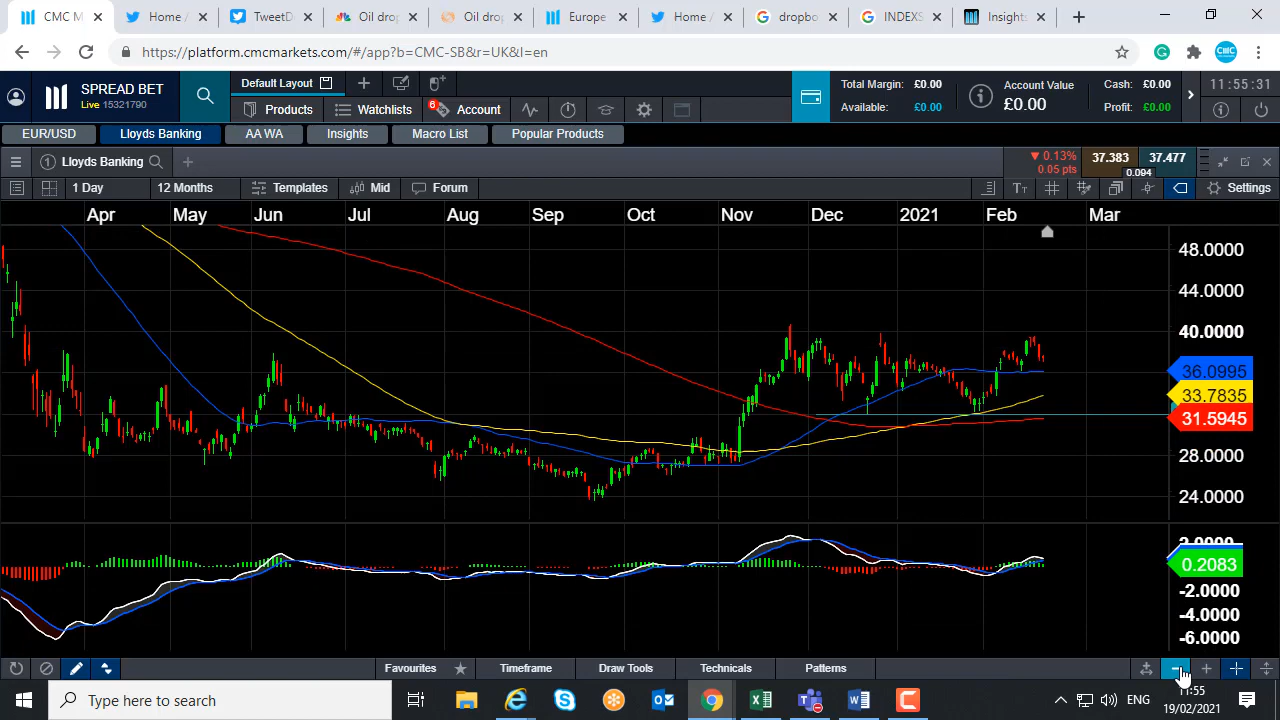 CMC M
Home /
TweetD
Oil drop
Oil drop
Europe
Home /
dropbo
INDEXS
Insight
https://platform.cmcmarkets.com/#/app?b=CMC-SB&r=UK&l=en
SPREAD BET
Live 15321790
Default Layout
Products
Watchlists
6
Account
Total Margin: £0.00
Available: £0.00
Account Value
£0.00
Cash: £0.00
Profit: £0.00
11:55:31
EUR/USD
Lloyds Banking
AA WA
Insights
Macro List
Popular Products
1 Lloyds Banking
▼ 0.13%
0.05 pts
37.383
37.477
0.094
1 Day
12 Months
Templates
Mid
Forum
Settings
Apr May Jun Jul Aug Sep Oct Nov Dec 2021 Feb Mar
48.0000
44.0000
40.0000
36.0995
33.7835
31.5945
28.0000
24.0000
2.0000
0.2083
-2.0000
-4.0000
-6.0000
Favourites
Timeframe
Draw Tools
Technicals
Patterns
Type here to search
ENG
11:55
19/02/2021